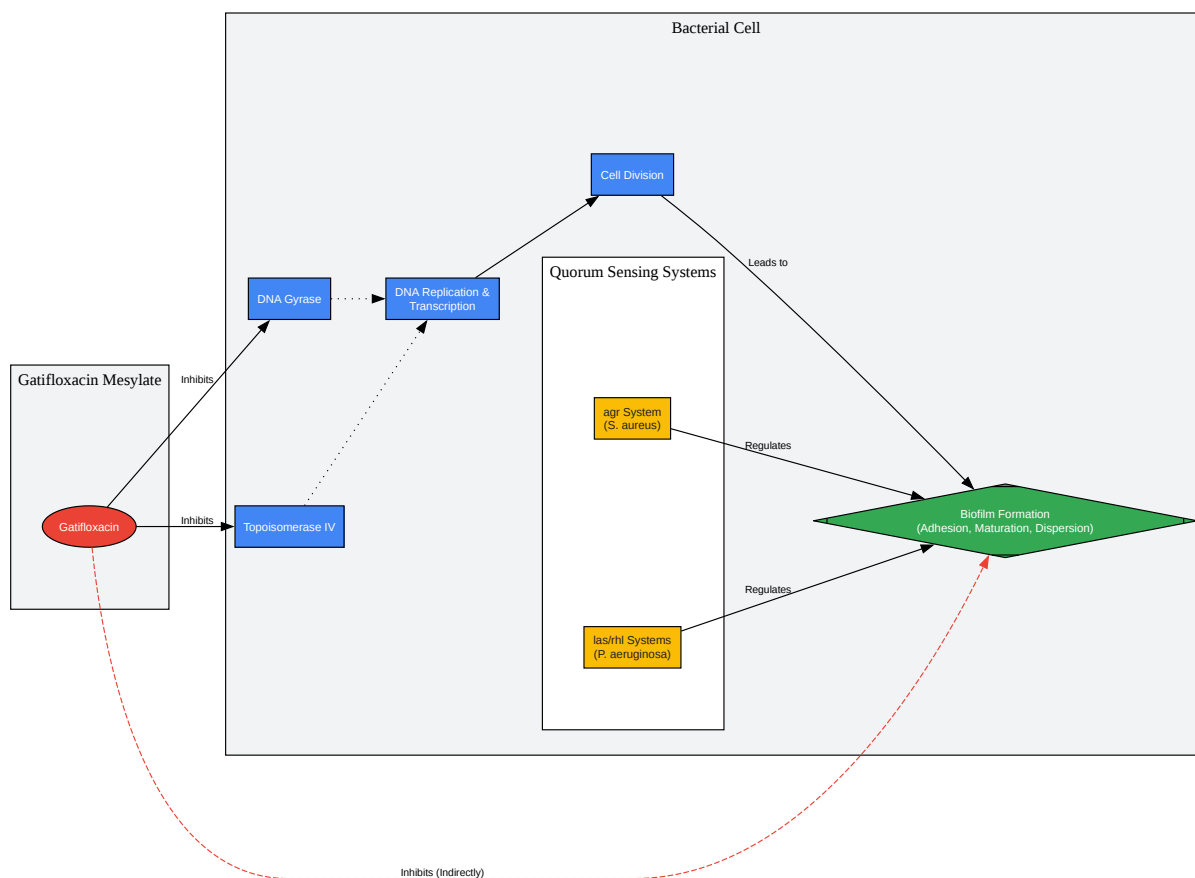 Bacterial Cell
Cell Division
Quorum Sensing Systems
Leads to
DNA Gyrase
DNA Replication &
Transcription
Gatifloxacin Mesylate
Inhibits
agr System
(S. aureus)
Regulates
Gatifloxacin
Inhibits
Topoisomerase IV
Biofilm Formation
(Adhesion, Maturation, Dispersion)
Regulates
las/rhl Systems
(P. aeruginosa)
Inhibits (Indirectly)